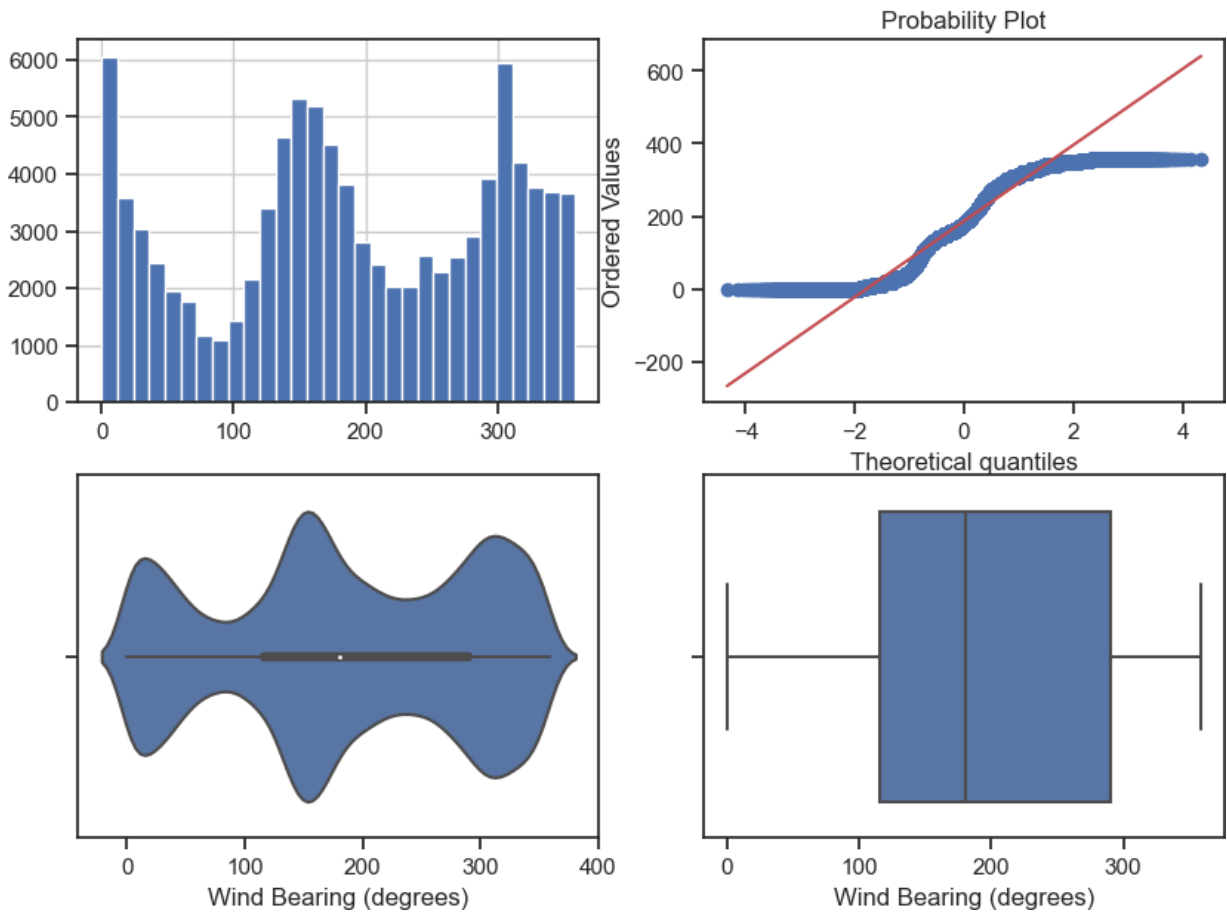 6000
5000
4000
3000
2000
1000
0
0 100 200 300
Probability Plot
Ordered Values
600
400
200
0
−200
−4 −2 0 2 4
Theoretical quantiles
0 100 200 300 400
Wind Bearing (degrees)
0 100 200 300
Wind Bearing (degrees)